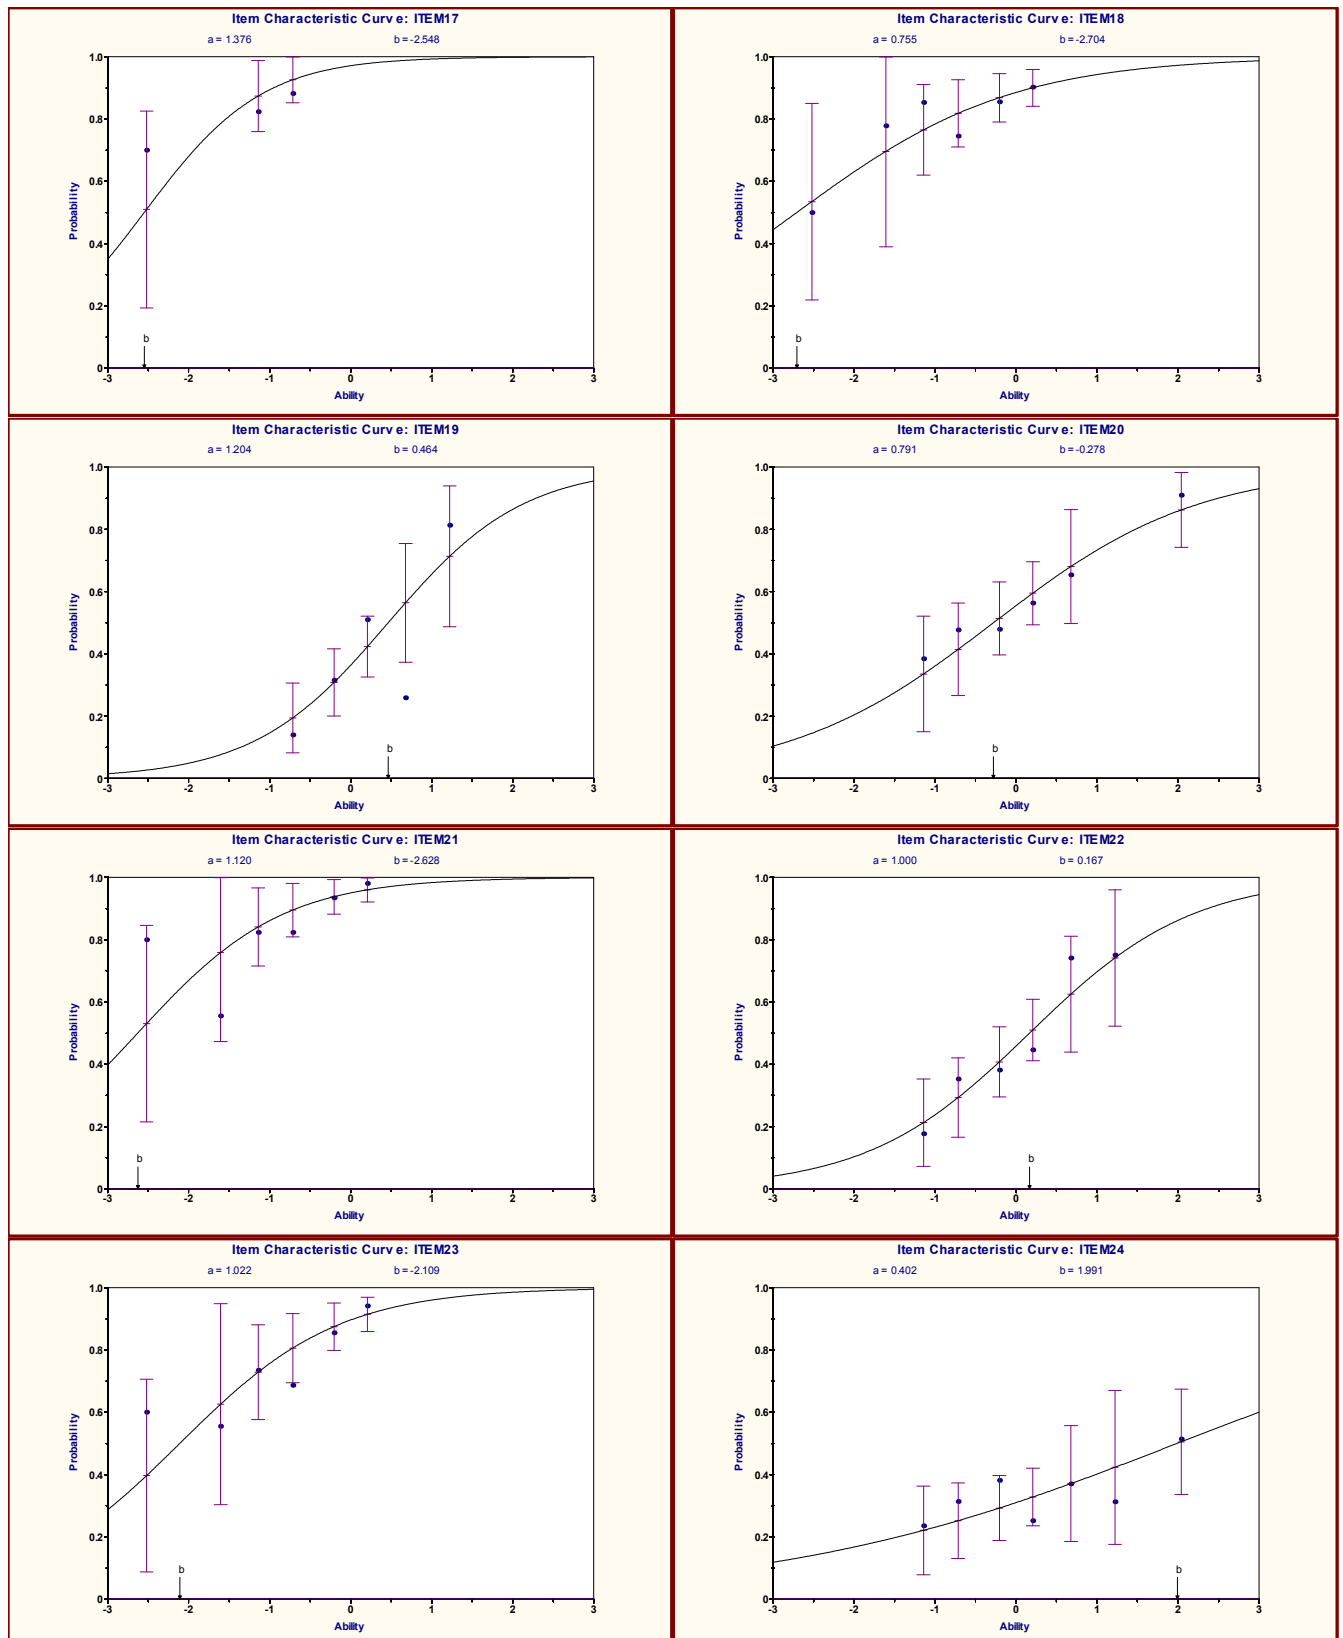 Item Characteristic Curve: ITEM17
a = 1.376 b = -2.548
1.0
0.8
0.6
0.4
0.2
0
Probability
b
-3 -2 -1 0 1 2 3
Ability
Item Characteristic Curve: ITEM18
a = 0.755 b = -2.704
1.0
0.8
0.6
0.4
0.2
0
Probability
b
-3 -2 -1 0 1 2 3
Ability
Item Characteristic Curve: ITEM19
a = 1.204 b = 0.464
1.0
0.8
0.6
0.4
0.2
0
Probability
b
-3 -2 -1 0 1 2 3
Ability
Item Characteristic Curve: ITEM20
a = 0.791 b = -0.278
1.0
0.8
0.6
0.4
0.2
0
Probability
b
-3 -2 -1 0 1 2 3
Ability
Item Characteristic Curve: ITEM21
a = 1.120 b = -2.628
1.0
0.8
0.6
0.4
0.2
0
Probability
b
-3 -2 -1 0 1 2 3
Ability
Item Characteristic Curve: ITEM22
a = 1.000 b = 0.167
1.0
0.8
0.6
0.4
0.2
0
Probability
b
-3 -2 -1 0 1 2 3
Ability
Item Characteristic Curve: ITEM23
a = 1.022 b = -2.109
1.0
0.8
0.6
0.4
0.2
0
Probability
b
-3 -2 -1 0 1 2 3
Ability
Item Characteristic Curve: ITEM24
a = 0.402 b = 1.991
1.0
0.8
0.6
0.4
0.2
0
Probability
b
-3 -2 -1 0 1 2 3
Ability